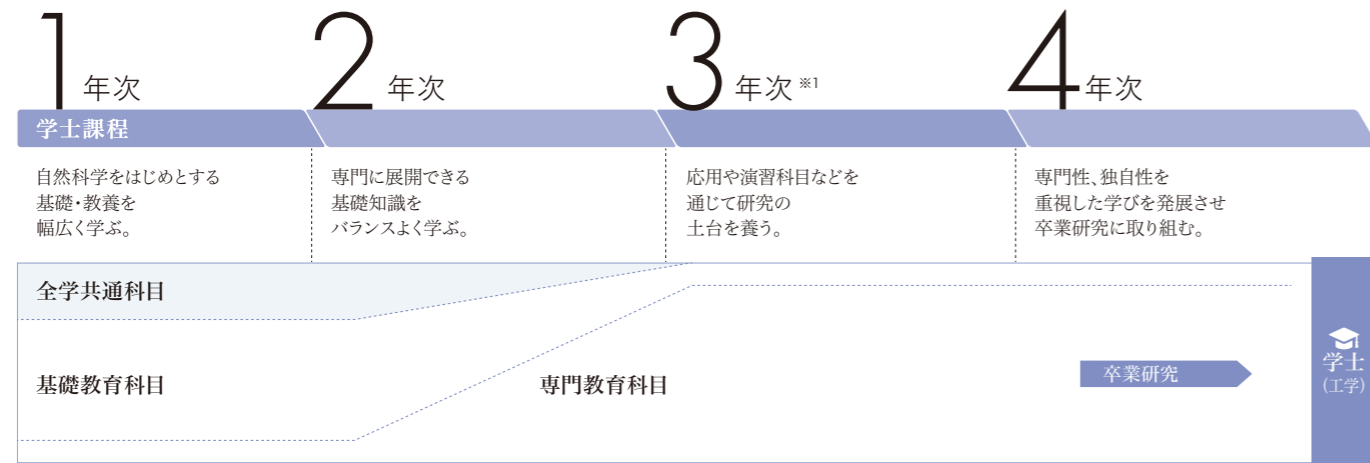 1年次
2年次
3年次※1
4年次
学士課程
自然科学をはじめとする
基礎・教養を
幅広く学ぶ。
専門に展開できる
基礎知識を
バランスよく学ぶ。
応用や演習科目などを
通じて研究の
土台を養う。
専門性、独自性を
重視した学びを発展させ
卒業研究に取り組む。
全学共通科目
基礎教育科目
専門教育科目
卒業研究
学士
(工学)